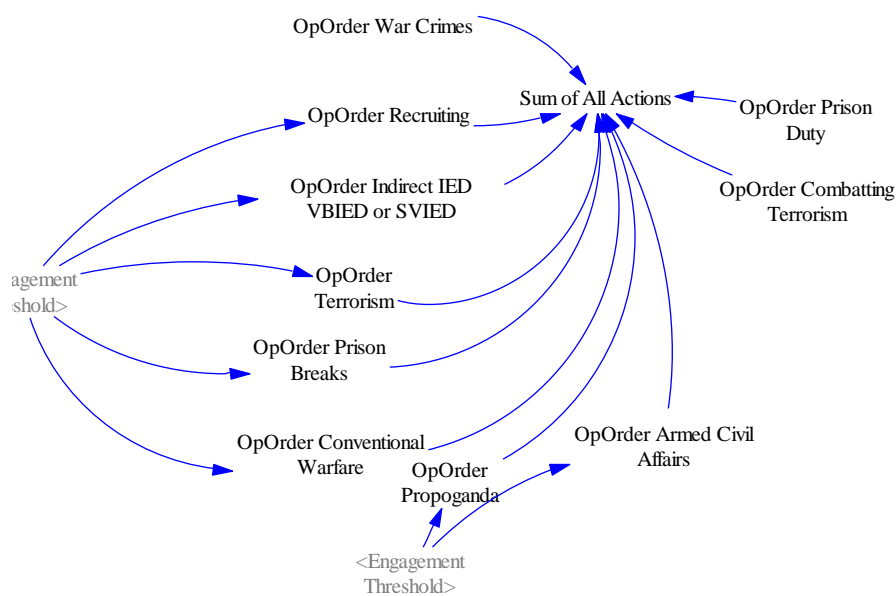 OpOrder War Crimes
Sum of All Actions
OpOrder Prison
Duty
OpOrder Recruiting
OpOrder Indirect IED
VBIED or SVIED
OpOrder Combatting
Terrorism
agement
shold>
OpOrder
Terrorism
OpOrder Prison
Breaks
OpOrder Conventional
Warfare
OpOrder Armed Civil
Affairs
OpOrder
Propoganda
<Engagement
Threshold>